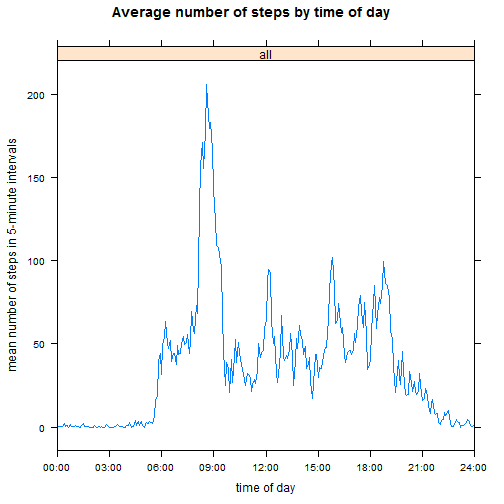 Average number of steps by time of day
all
mean number of steps in 5-minute intervals
200
150
100
50
0
00:00 03:00 06:00 09:00 12:00 15:00 18:00 21:00 24:00
time of day